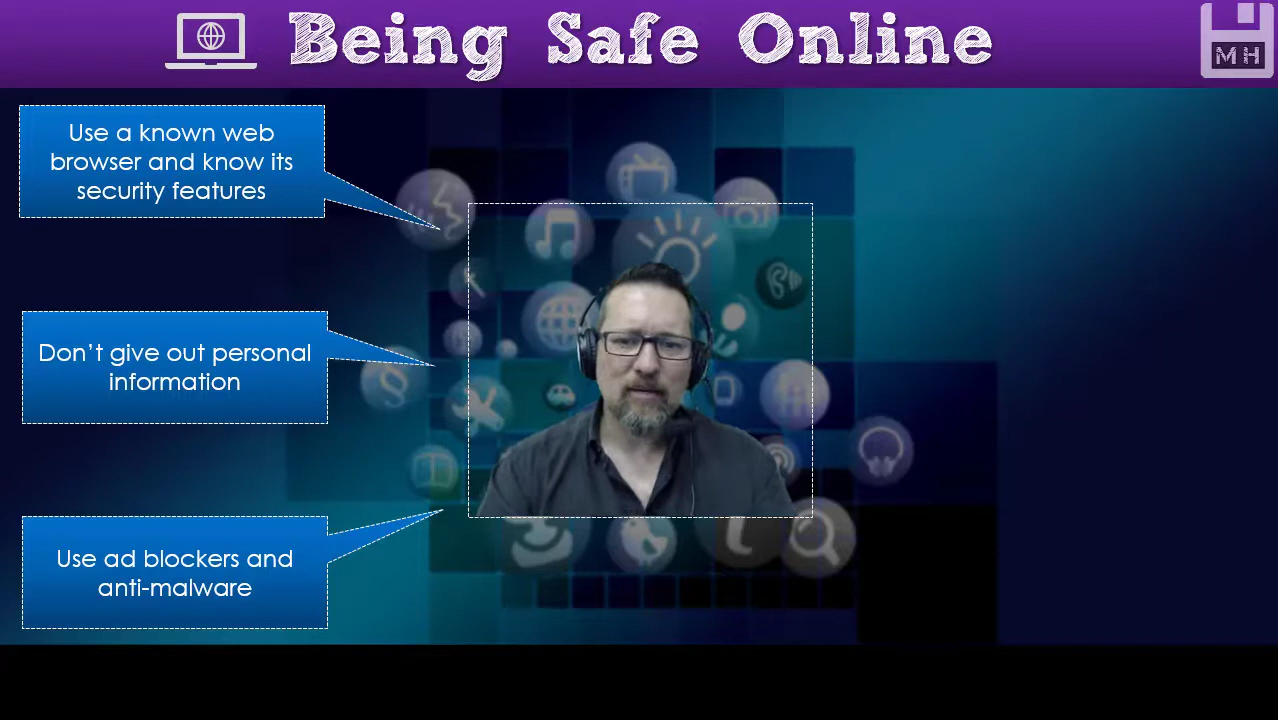 Being Safe Online
MH
Use a known web
browser and know its
security features
Don’t give out personal
information
Use ad blockers and
anti-malware